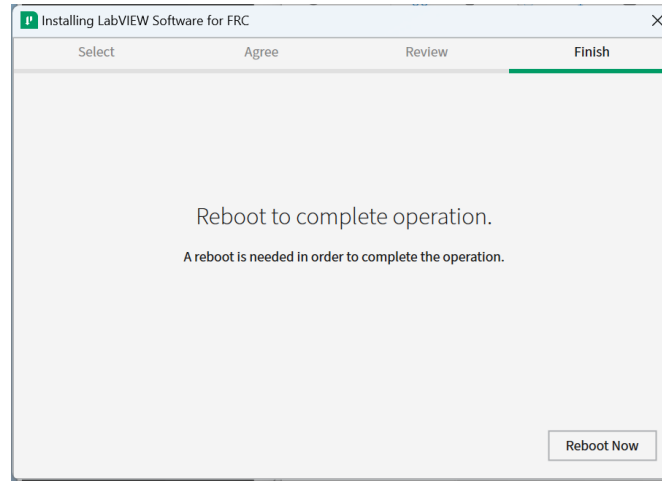 Installing LabVIEW Software for FRC
Select Agree Review Finish
Reboot to complete operation.
A reboot is needed in order to complete the operation.
Reboot Now